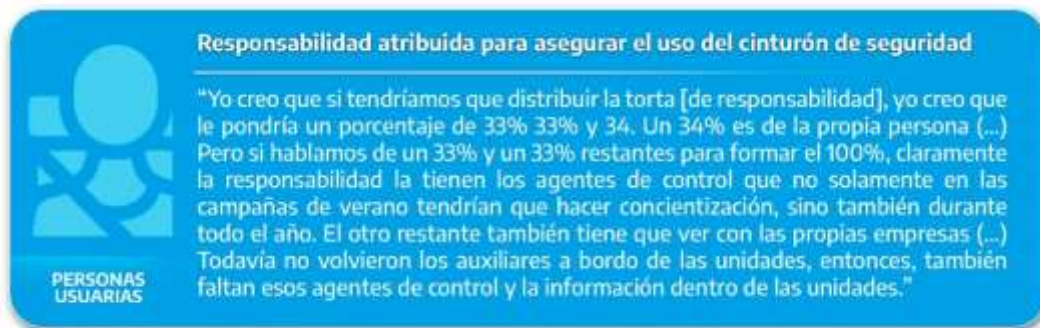 Responsabilidad atribuida para asegurar el uso del cinturón de seguridad
“Yo creo que si tendríamos que distribuir la torta [de responsabilidad], yo creo que
le pondría un porcentaje de 33% 33% y 34. Un 34% es de la propia persona (...)
Pero si hablamos de un 33% y un 33% restantes para formar el 100%, claramente
la responsabilidad la tienen los agentes de control que no solamente en las
campañas de verano tendrían que hacer concientización, sino también durante
todo el año. El otro restante también tiene que ver con las propias empresas (...)
Todavía no volvieron los auxiliares a bordo de las unidades, entonces, también
faltan esos agentes de control y la información dentro de las unidades.”
PERSONAS
USUARIAS